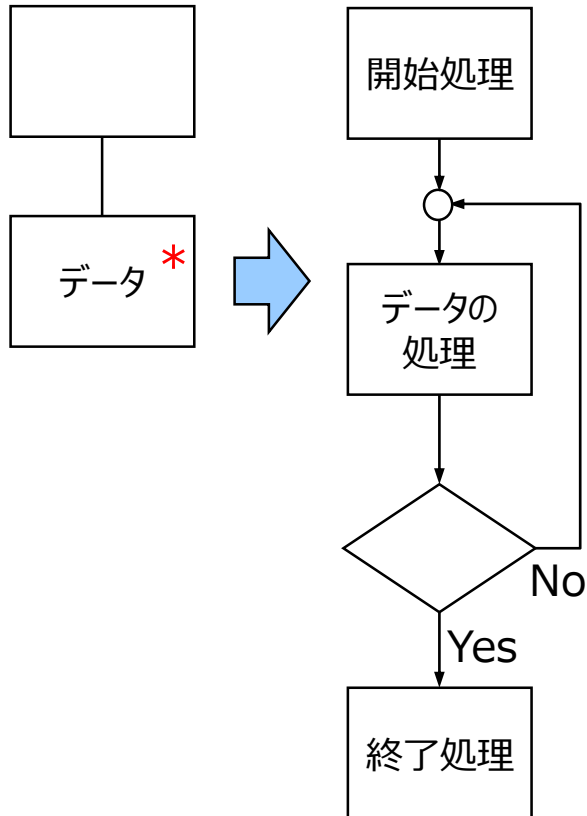 開始処理
データ *
データの
処理
No
Yes
終了処理